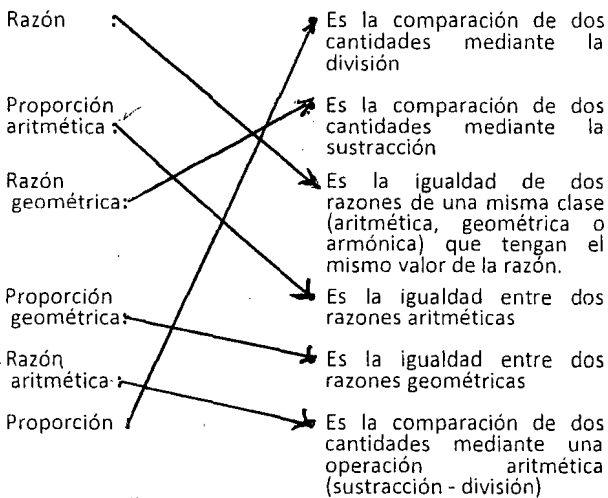 Razón :
Proporción
aritmética :
Razón
geométrica:
Proporción
geométrica:
Razón
aritmética :
Proporción :
Es la comparación de dos
cantidades mediante la
división
Es la comparación de dos
cantidades mediante la
sustracción
Es la igualdad de dos
razones de una misma clase
(aritmética, geométrica o
armónica) que tengan el
mismo valor de la razón.
Es la igualdad entre dos
razones aritméticas
Es la igualdad entre dos
razones geométricas
Es la comparación de dos
cantidades mediante una
operación aritmética
(sustracción - división)